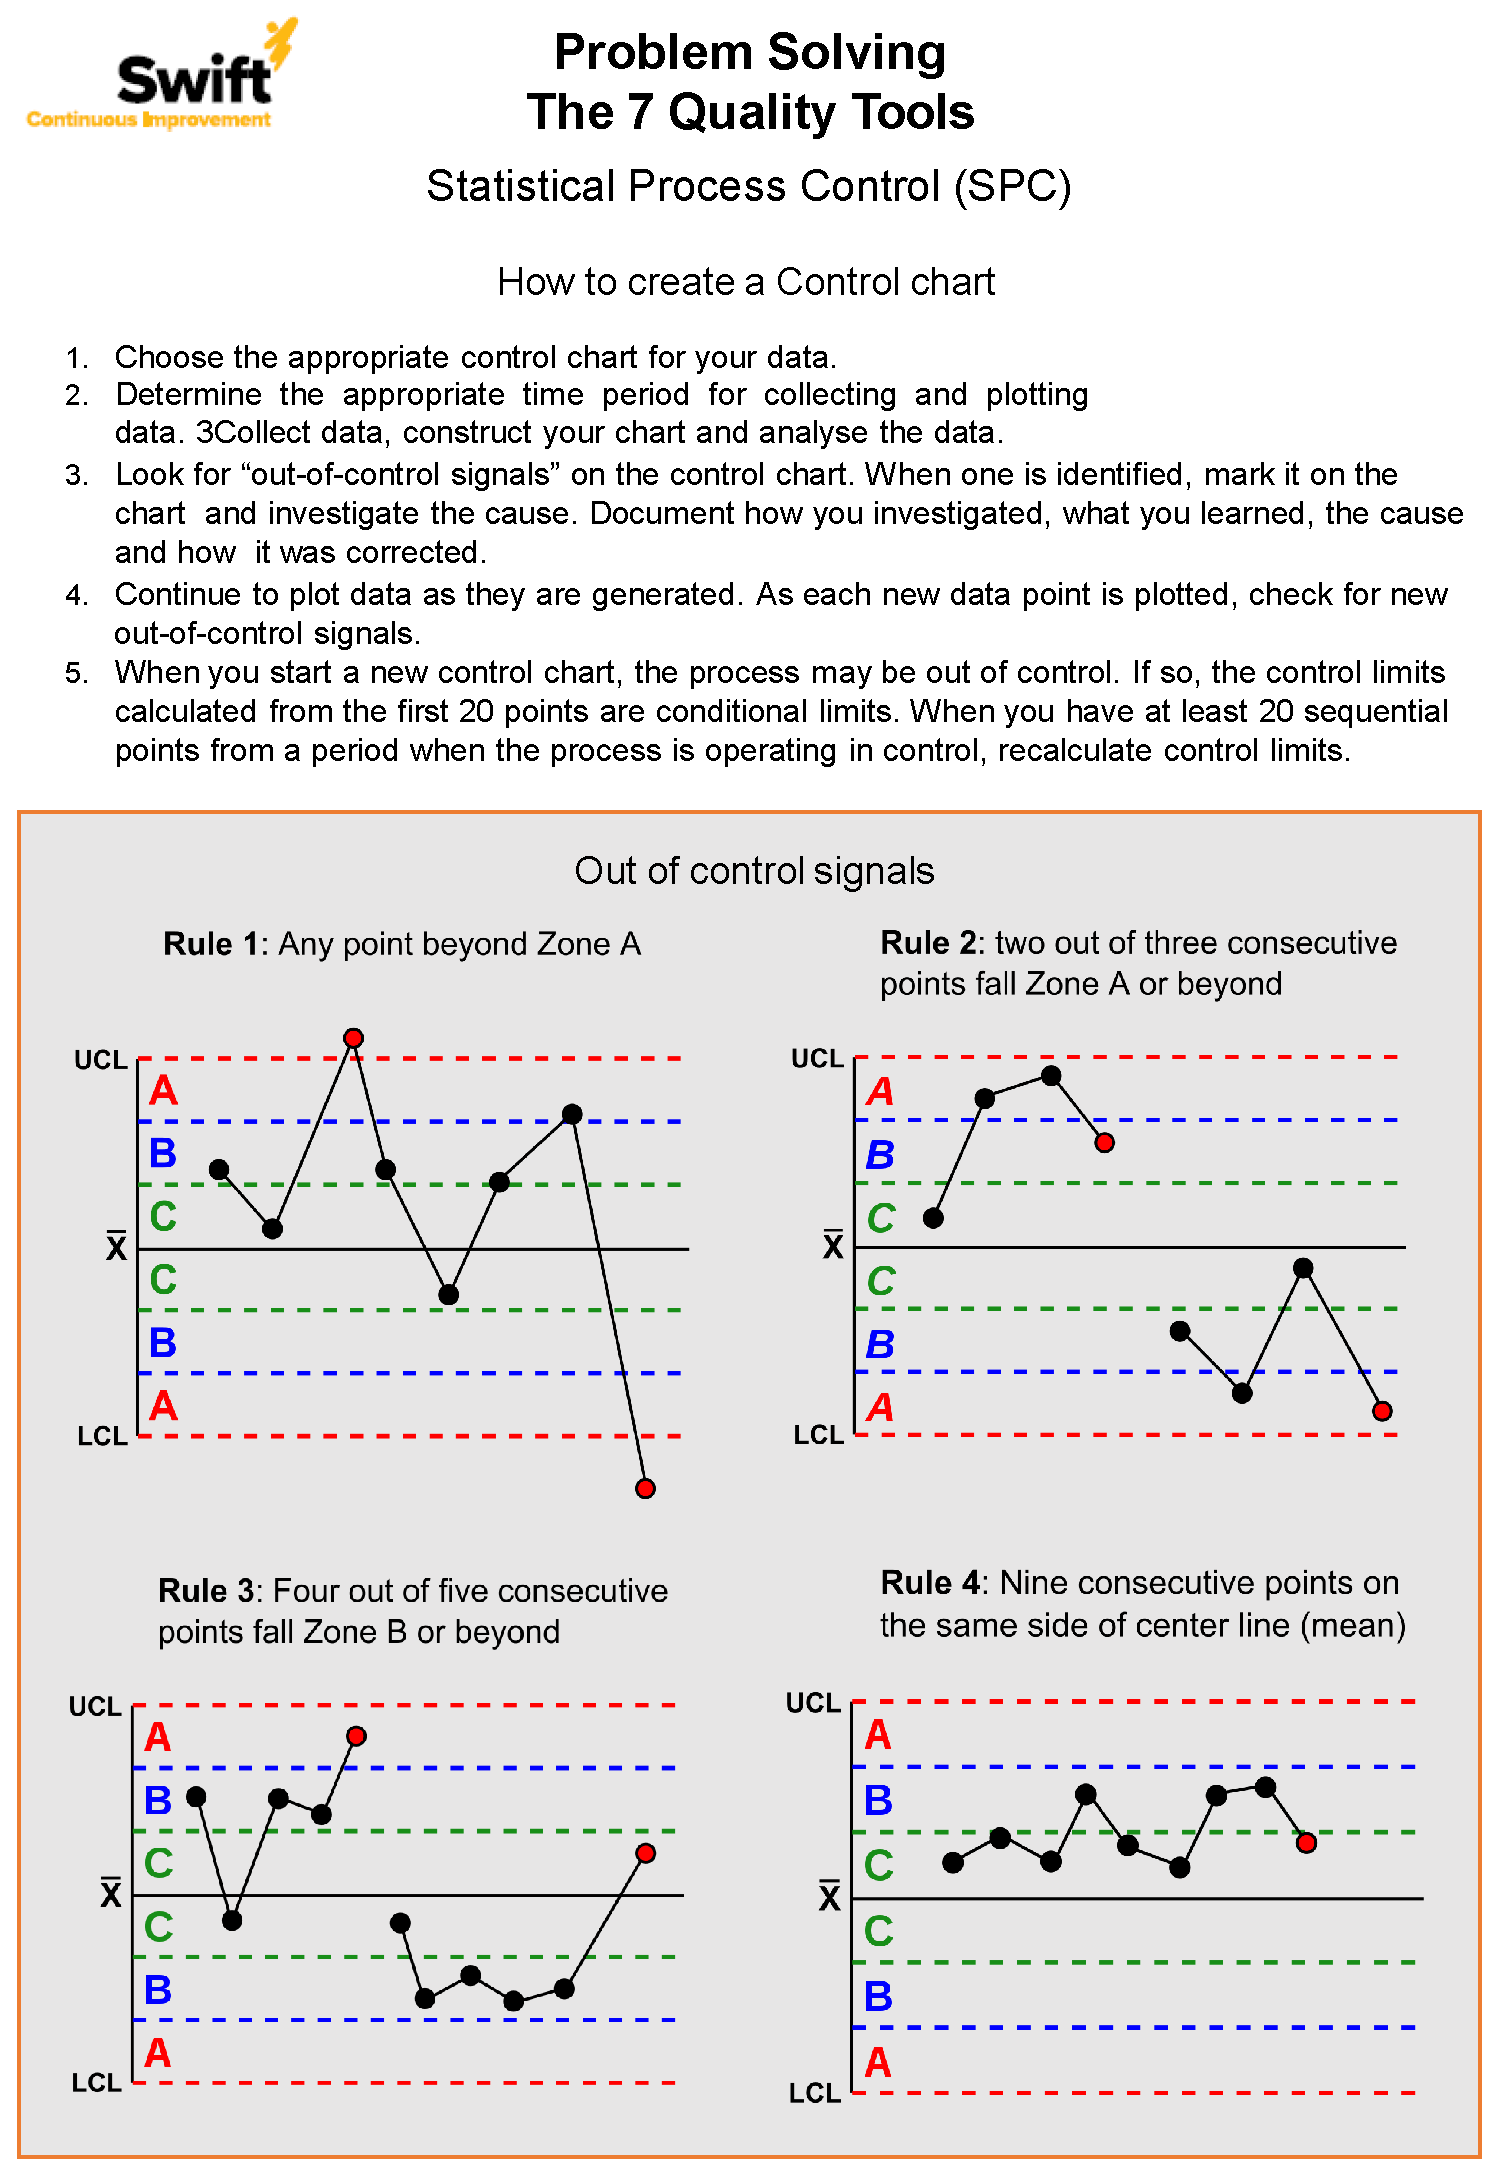 Swift
Continuous Improvement
Problem Solving
The 7 Quality Tools
Statistical Process Control (SPC)
How to create a Control chart
1. Choose the appropriate control chart for your data.
2. Determine the appropriate time period for collecting and plotting
data. 3Collect data, construct your chart and analyse the data.
3. Look for “out-of-control signals” on the control chart. When one is identified, mark it on the
chart and investigate the cause. Document how you investigated, what you learned, the cause
and how it was corrected.
4. Continue to plot data as they are generated. As each new data point is plotted, check for new
out-of-control signals.
5. When you start a new control chart, the process may be out of control. If so, the control limits
calculated from the first 20 points are conditional limits. When you have at least 20 sequential
points from a period when the process is operating in control, recalculate control limits.
Out of control signals
Rule 1: Any point beyond Zone A
UCL
A
B
C
X̅
C
B
A
LCL
Rule 2: two out of three consecutive
points fall Zone A or beyond
UCL
A
B
C
X̅
C
B
A
LCL
Rule 3: Four out of five consecutive
points fall Zone B or beyond
UCL
A
B
C
X̅
C
B
A
LCL
Rule 4: Nine consecutive points on
the same side of center line (mean)
UCL
A
B
C
X̅
C
B
A
LCL